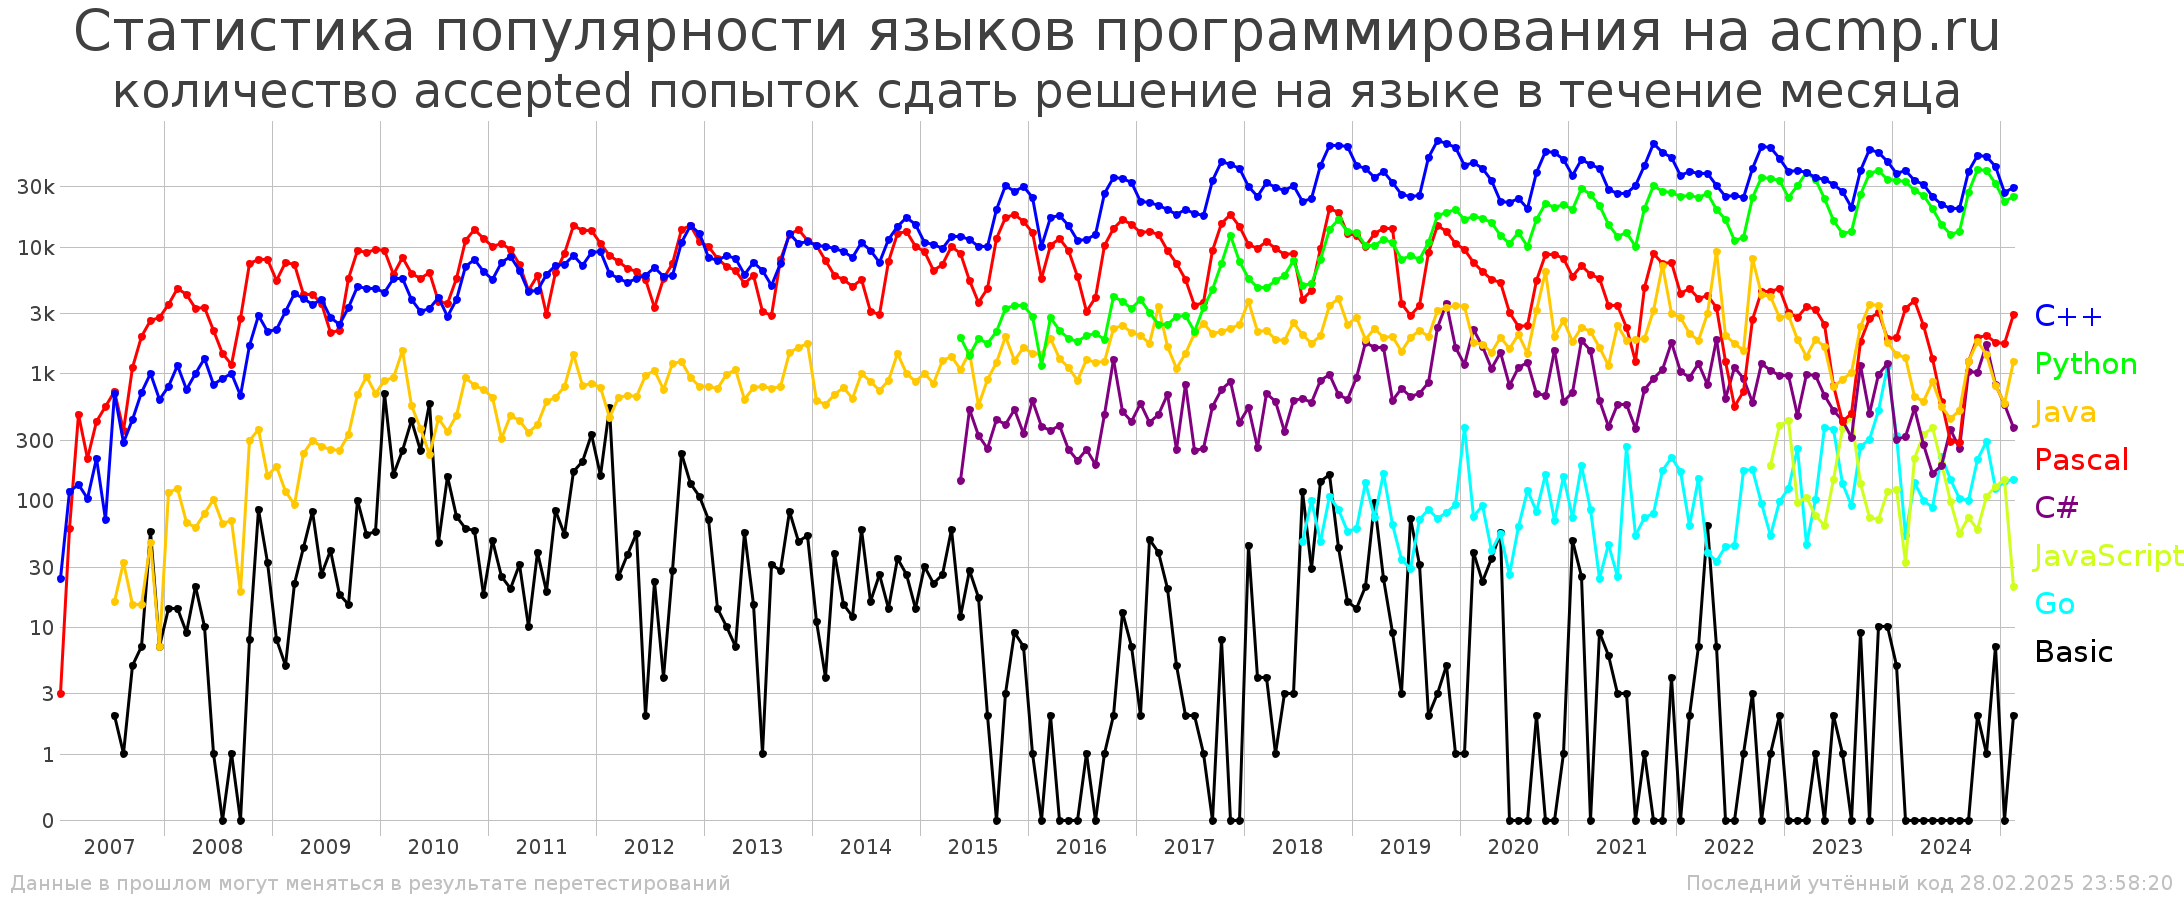 Статистика популярности языков программирования на acmp.ru
количество accepted попыток сдать решение на языке в течение месяца
30k
10k
3k
1k
300
100
30
10
3
1
0
C++
Python
Java
Pascal
C#
JavaScript
Go
Basic
2007 2008 2009 2010 2011 2012 2013 2014 2015 2016 2017 2018 2019 2020 2021 2022 2023 2024
Данные в прошлом могут меняться в результате перетестирований
Последний учтённый код 28.02.2025 23:58:20